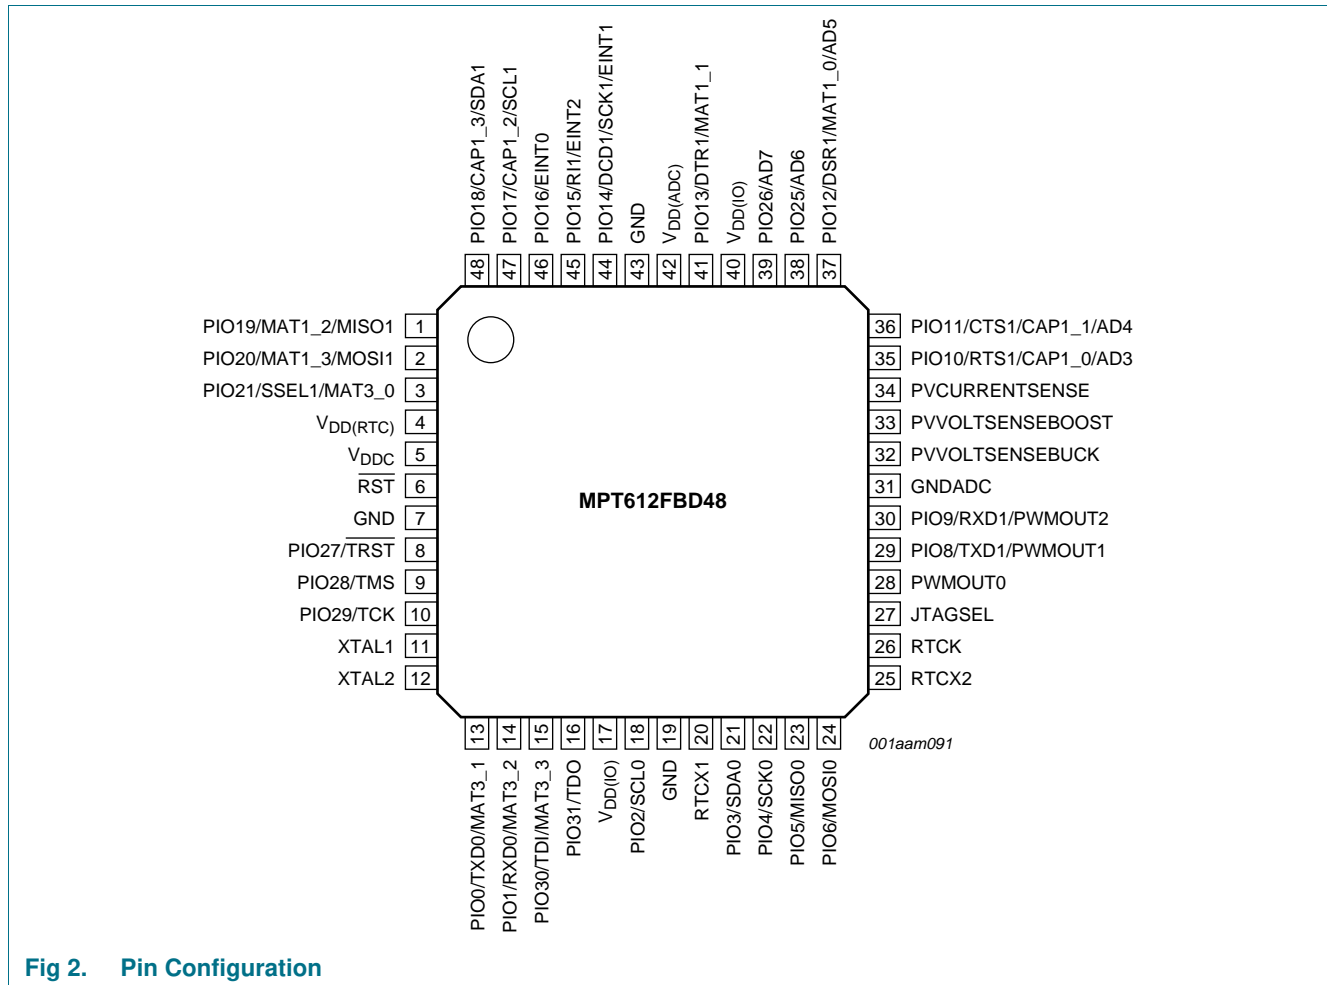 PIO18/CAP1_3/SDA1
PIO17/CAP1_2/SCL1
PIO16/EINT0
PIO15/RI1/EINT2
PIO14/DCD1/SCK1/EINT1
GND
VDD(ADC)
PIO13/DTR1/MAT1_1
VDD(IO)
PIO26/AD7
PIO25/AD6
PIO12/DSR1/MAT1_0/AD5
48
47
46
45
44
43
42
41
40
39
38
37
PIO19/MAT1_2/MISO1 1
PIO20/MAT1_3/MOSI1 2
PIO21/SSEL1/MAT3_0 3
VDD(RTC) 4
VDDC 5
RST 6
GND 7
PIO27/TRST 8
PIO28/TMS 9
PIO29/TCK 10
XTAL1 11
XTAL2 12
MPT612FBD48
36 PIO11/CTS1/CAP1_1/AD4
35 PIO10/RTS1/CAP1_0/AD3
34 PVCURRENTSENSE
33 PVVOLTSENSEBOOST
32 PVVOLTSENSEBUCK
31 GNDADC
30 PIO9/RXD1/PWMOUT2
29 PIO8/TXD1/PWMOUT1
28 PWMOUT0
27 JTAGSEL
26 RTCK
25 RTCX2
13
14
15
16
17
18
19
20
21
22
23
24
PIO0/TXD0/MAT3_1
PIO1/RXD0/MAT3_2
PIO30/TDI/MAT3_3
PIO31/TDO
VDD(IO)
PIO2/SCL0
GND
RTCX1
PIO3/SDA0
PIO4/SCK0
PIO5/MISO0
PIO6/MOSI0
001aam091
Fig 2. Pin Configuration